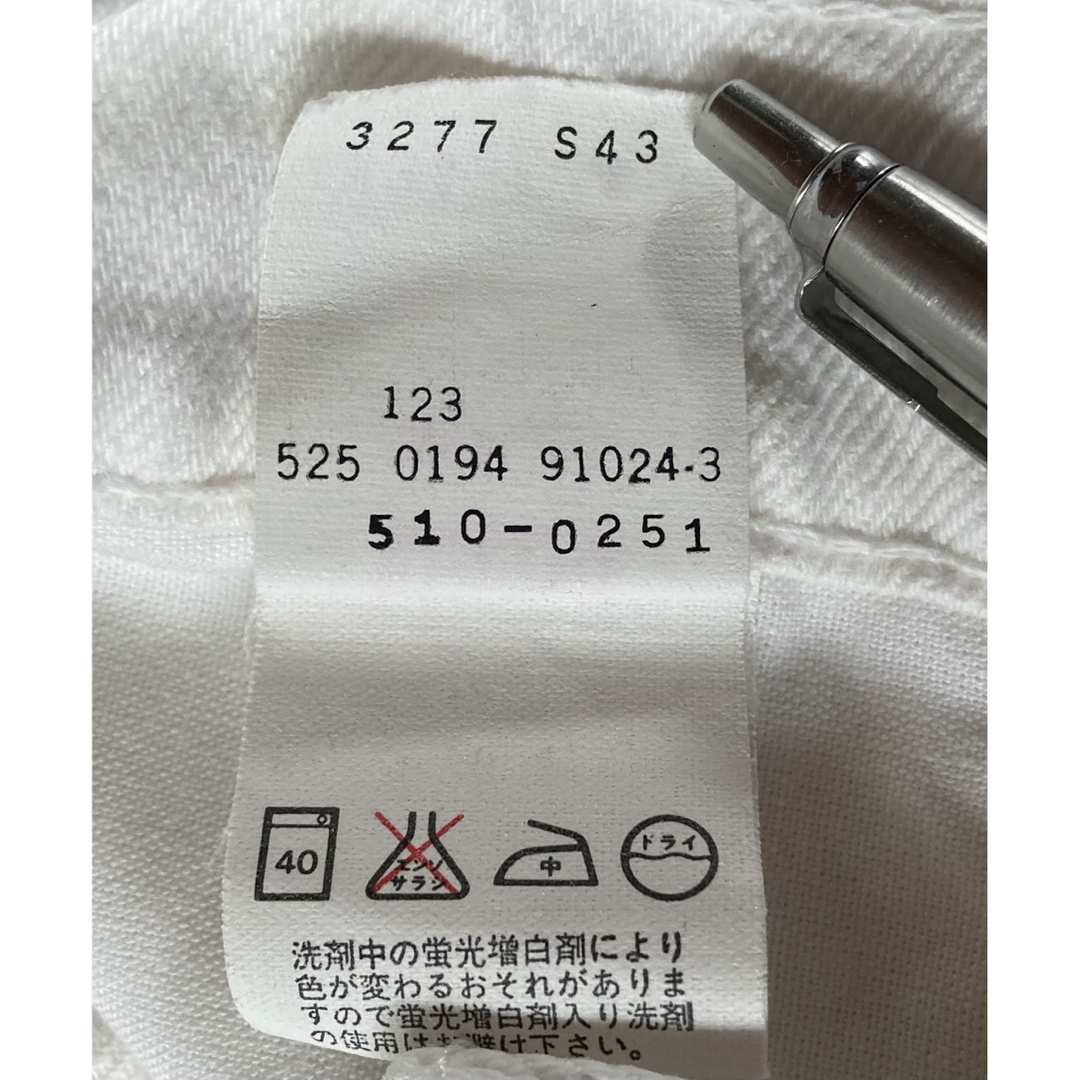 3277 S43
123
525 0194 91024-3
510-0251
40
エンソ
サラシ
中
ドライ
洗剤中の蛍光増白剤により
色が変わるおそれがありま
すので蛍光増白剤入り洗剤
の使用はお避け下さい。